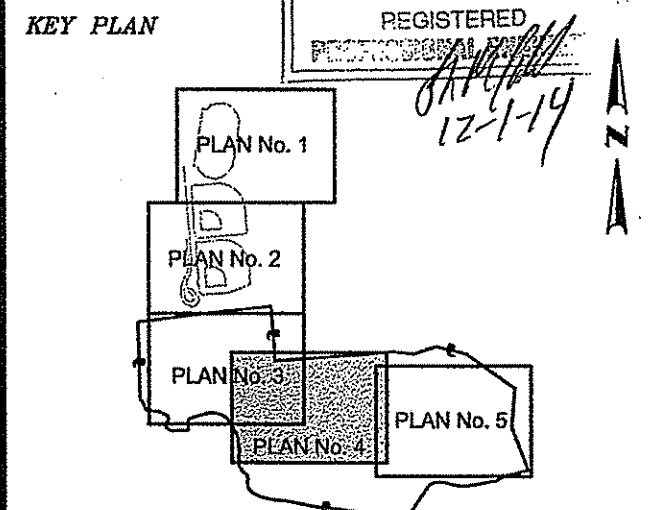 KEY PLAN
REGISTERED
PROFESSIONAL
12-1-14
N
PLAN No. 1
PLAN No. 2
PLAN No. 3
PLAN No. 4
PLAN No. 5